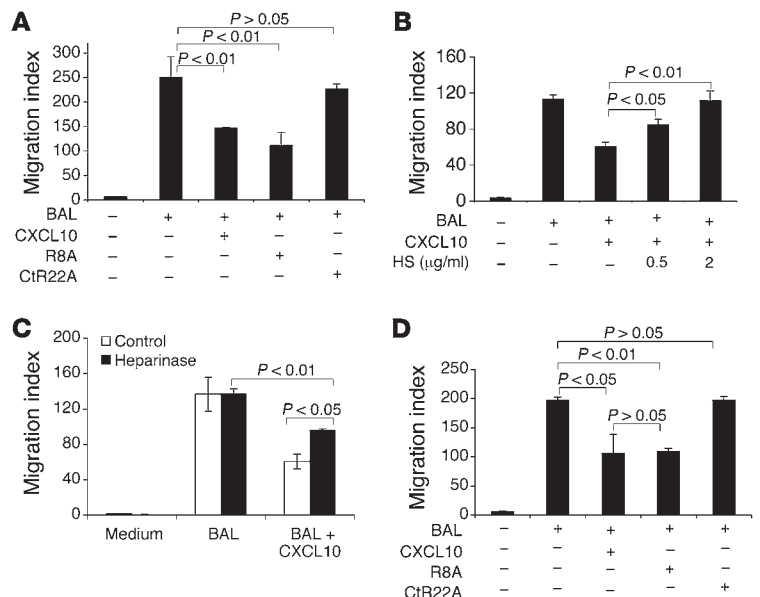 A
P > 0.05
P < 0.01
P < 0.01
Migration index
300
250
200
150
100
50
0
BAL – + + + +
CXCL10 – – + – –
R8A – – – + –
CtR22A – – – – +
B
P < 0.01
P < 0.05
Migration index
160
120
80
40
0
BAL – + + + +
CXCL10 – – + + +
HS (μg/ml) – – – 0.5 2
C
Control
Heparinase
P < 0.01
P < 0.05
Migration index
200
160
120
80
40
0
Medium BAL BAL +
CXCL10
D
P > 0.05
P < 0.01
P < 0.05
P > 0.05
Migration index
250
200
150
100
50
0
BAL – + + + +
CXCL10 – – + – –
R8A – – – + –
CtR22A – – – – +